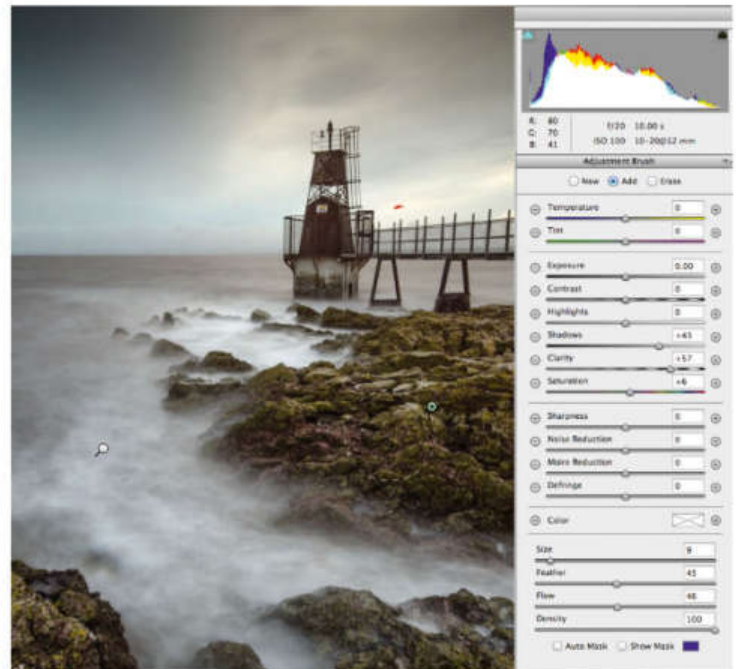 R: 80
G: 70
B: 41
f/20 10.00 s
ISO 100 10-20@12 mm
Adjustment Brush
New Add Erase
Temperature 0
Tint 0
Exposure 0.00
Contrast 0
Highlights 0
Shadows +43
Clarity +57
Saturation +6
Sharpness 0
Noise Reduction 0
Moire Reduction 0
Defringe 0
Color
Size 9
Feather 45
Flow 46
Density 100
Auto Mask Show Mask